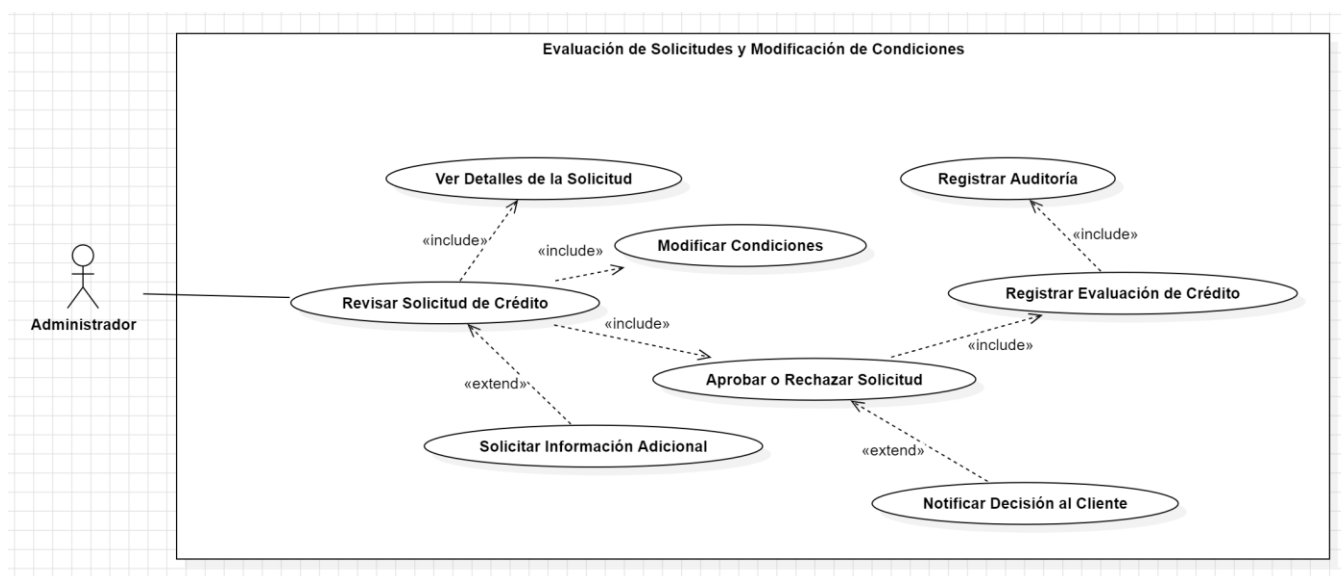 Evaluación de Solicitudes y Modificación de Condiciones
Ver Detalles de la Solicitud
Registrar Auditoría
«include»
«include»
«include»
Modificar Condiciones
Administrador
Revisar Solicitud de Crédito
Registrar Evaluación de Crédito
«include»
«include»
Aprobar o Rechazar Solicitud
«extend»
Solicitar Información Adicional
«extend»
Notificar Decisión al Cliente